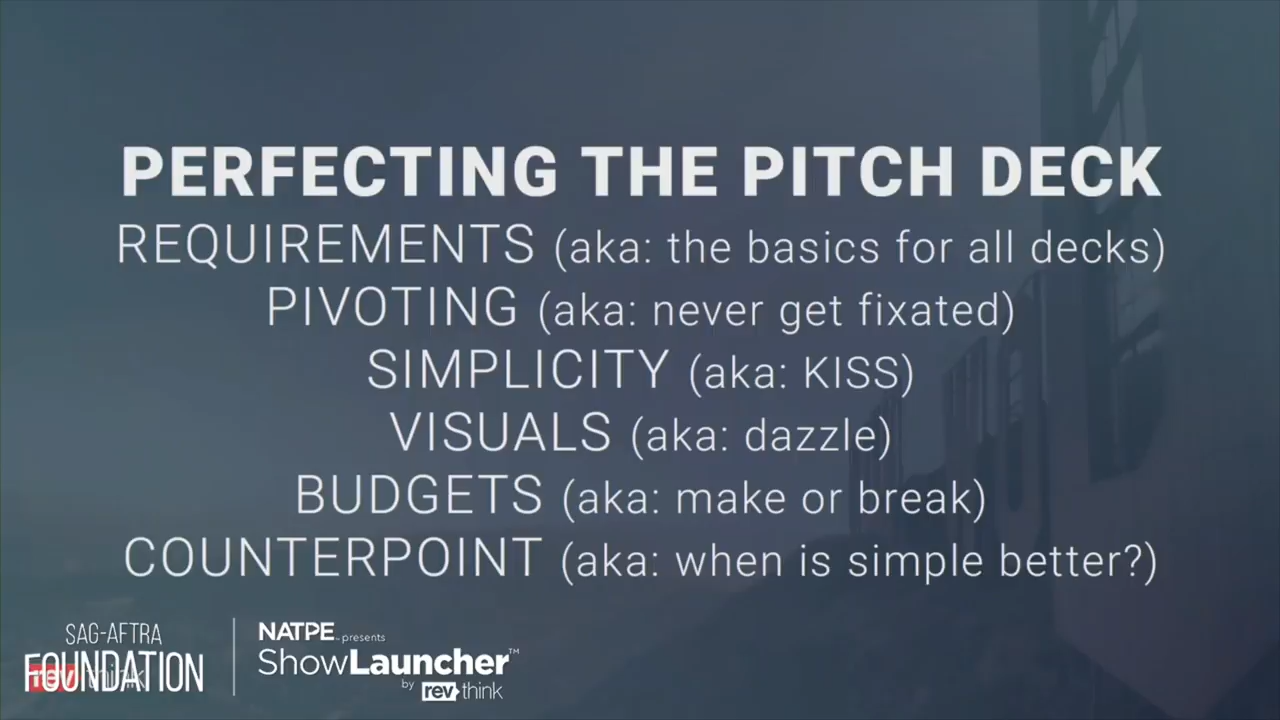 PERFECTING THE PITCH DECK
REQUIREMENTS (aka: the basics for all decks)
PIVOTING (aka: never get fixated)
SIMPLICITY (aka: KISS)
VISUALS (aka: dazzle)
BUDGETS (aka: make or break)
COUNTERPOINT (aka: when is simple better?)
SAG-AFTRA
FOUNDATION
rev think
NATPE presents
ShowLauncher™
by rev think